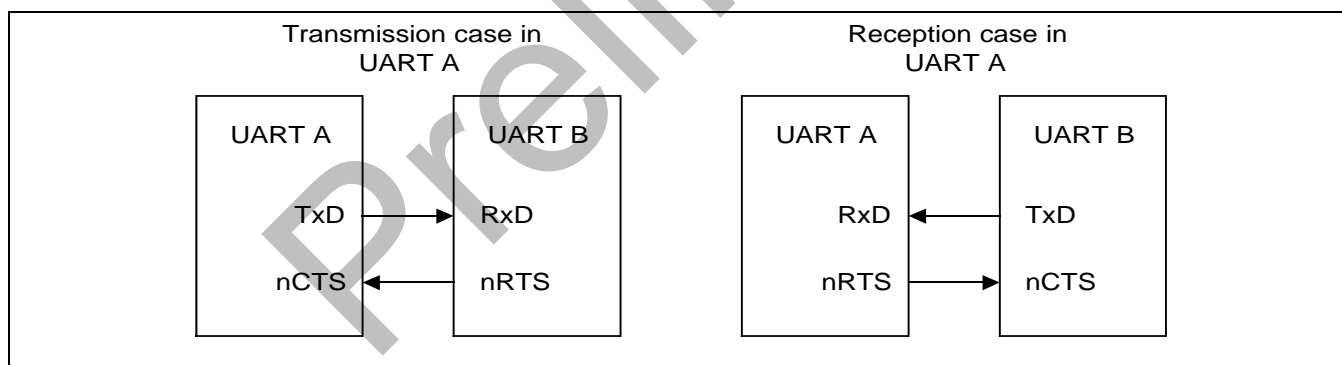 Transmission case in
UART A
Reception case in
UART A
UART A
UART B
TxD
RxD
nCTS
nRTS
UART A
UART B
RxD
TxD
nRTS
nCTS